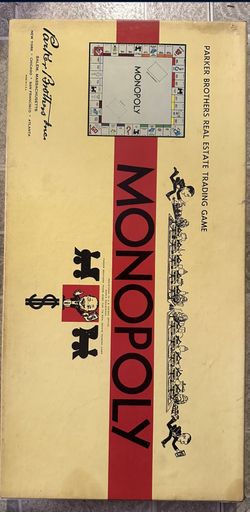 PARKER BROTHERS REAL ESTATE TRADING GAME
MONOPOLY
MONOPOLY
Parker Brothers Inc.
SALEM, MASSACHUSETTS
NEW YORK · CHICAGO · SAN FRANCISCO · ATLANTA
$